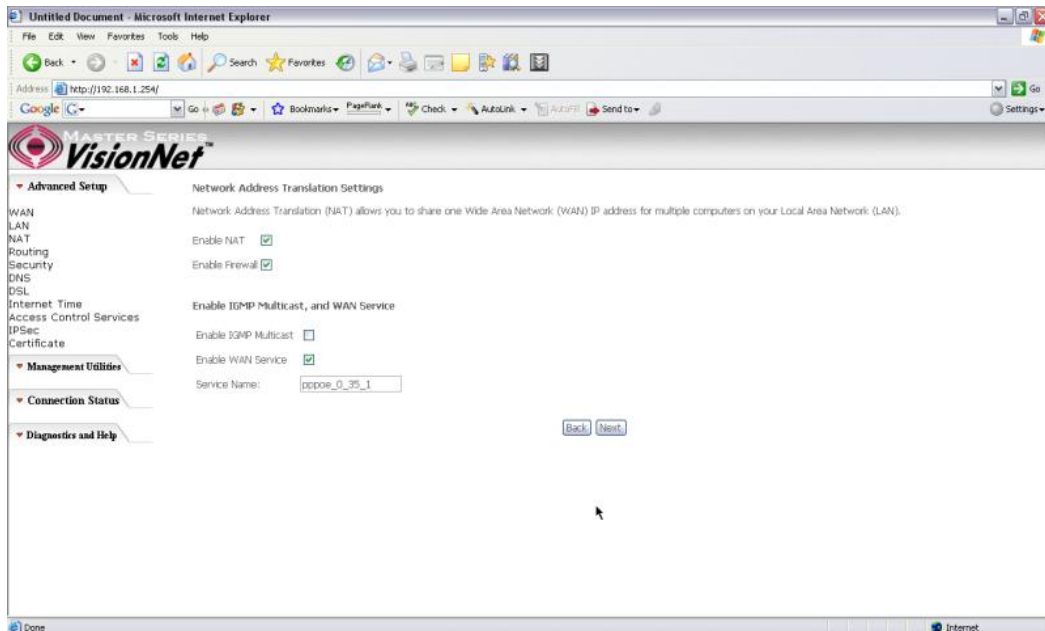 Untitled Document - Microsoft Internet Explorer
File Edit View Favorites Tools Help
Back Search Favorites
Address http://192.168.1.254/ Go
Google G Go Bookmarks PageRank Check AutoLink AutoFill Send to Settings
MASTER SERIES
VisionNet™
Advanced Setup
WAN
LAN
NAT
Routing
Security
DNS
DSL
Internet Time
Access Control Services
IPSec
Certificate
Management Utilities
Connection Status
Diagnostics and Help
Network Address Translation Settings
Network Address Translation (NAT) allows you to share one Wide Area Network (WAN) IP address for multiple computers on your Local Area Network (LAN).
Enable NAT
Enable Firewall
Enable IGMP Multicast, and WAN Service
Enable IGMP Multicast
Enable WAN Service
Service Name: pppoe_0_35_1
Back Next
Done Internet